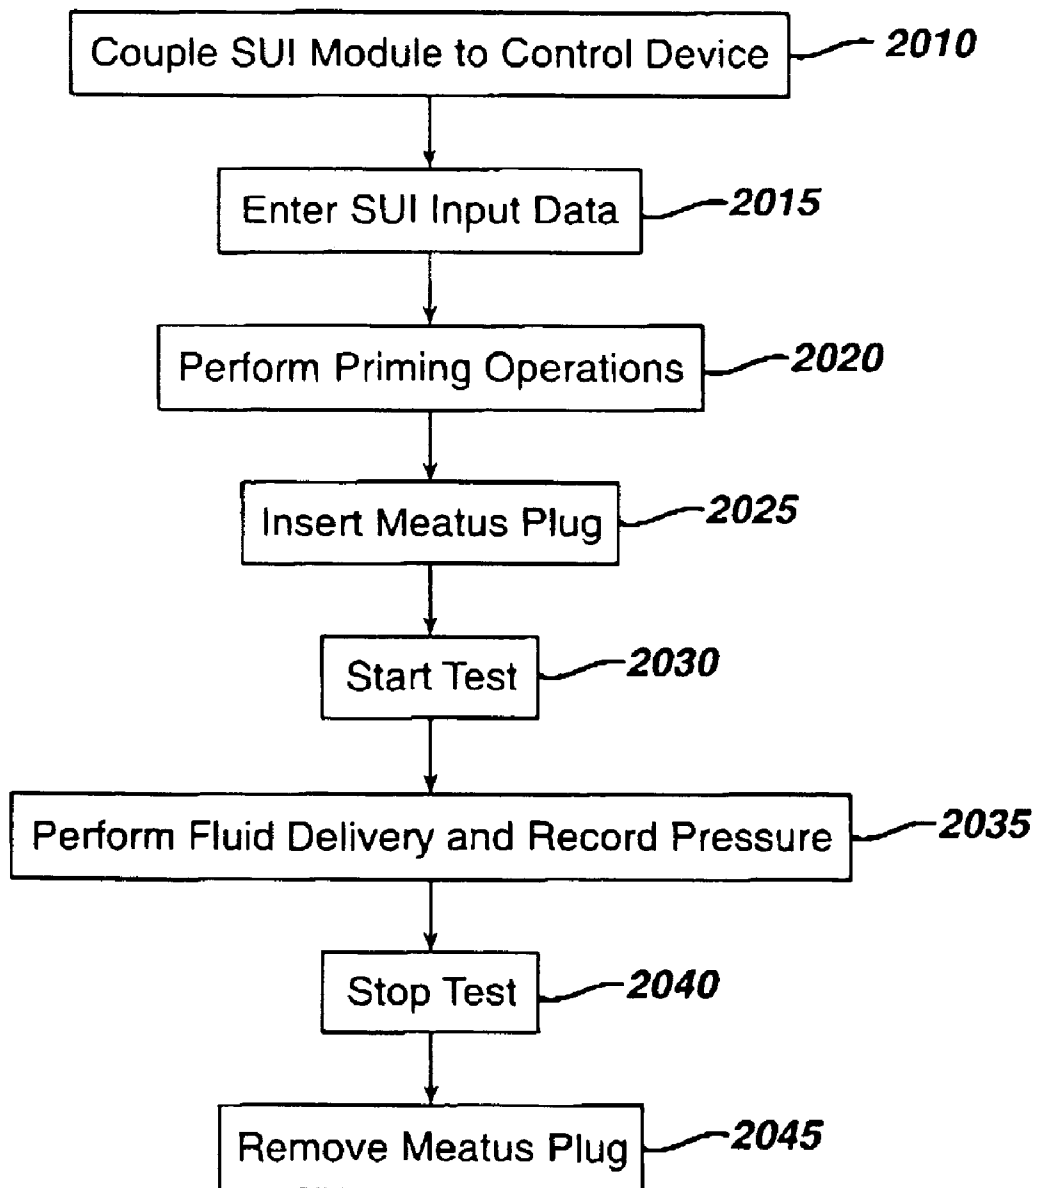 Couple SUI Module to Control Device 2010
Enter SUI Input Data 2015
Perform Priming Operations 2020
Insert Meatus Plug 2025
Start Test 2030
Perform Fluid Delivery and Record Pressure 2035
Stop Test 2040
Remove Meatus Plug 2045